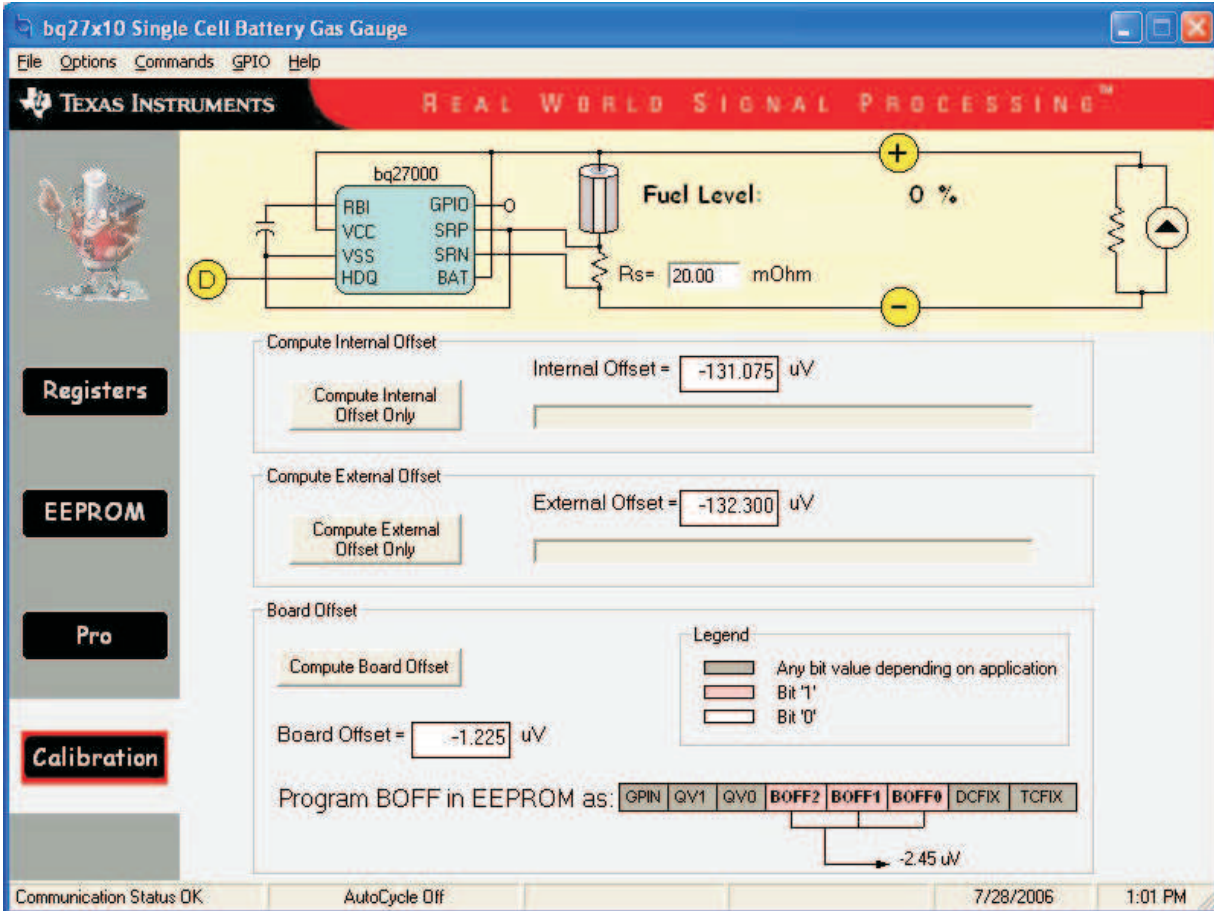 bq27x10 Single Cell Battery Gas Gauge
File Options Commands GPIO Help
TEXAS INSTRUMENTS
REAL WORLD SIGNAL PROCESSING™
bq27000
RBI GPIO
VCC SRP
VSS SRN
HDQ BAT
D
+
Fuel Level: 0 %
Rs= 20.00 mOhm
-
Registers
EEPROM
Pro
Calibration
Compute Internal Offset
Compute Internal
Offset Only
Internal Offset = -131.075 uV
Compute External Offset
Compute External
Offset Only
External Offset = -132.300 uV
Board Offset
Compute Board Offset
Legend
Any bit value depending on application
Bit '1'
Bit '0'
Board Offset = -1.225 uV
Program BOFF in EEPROM as: GPIN QV1 QV0 BOFF2 BOFF1 BOFF0 DCFIX TCFIX
-2.45 uV
Communication Status OK AutoCycle Off 7/28/2006 1:01 PM